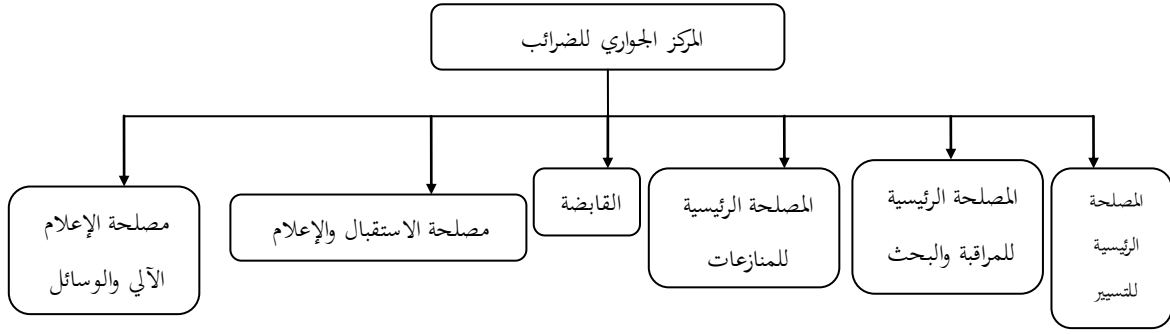 المركز الجواري للضرائب
المصلحة
الرئيسية
للتسيير
المصلحة الرئيسية
للمراقبة والبحث
المصلحة الرئيسية
للمنازعات
القابضة
مصلحة الاستقبال والإعلام
مصلحة الإعلام
الآلي والوسائل